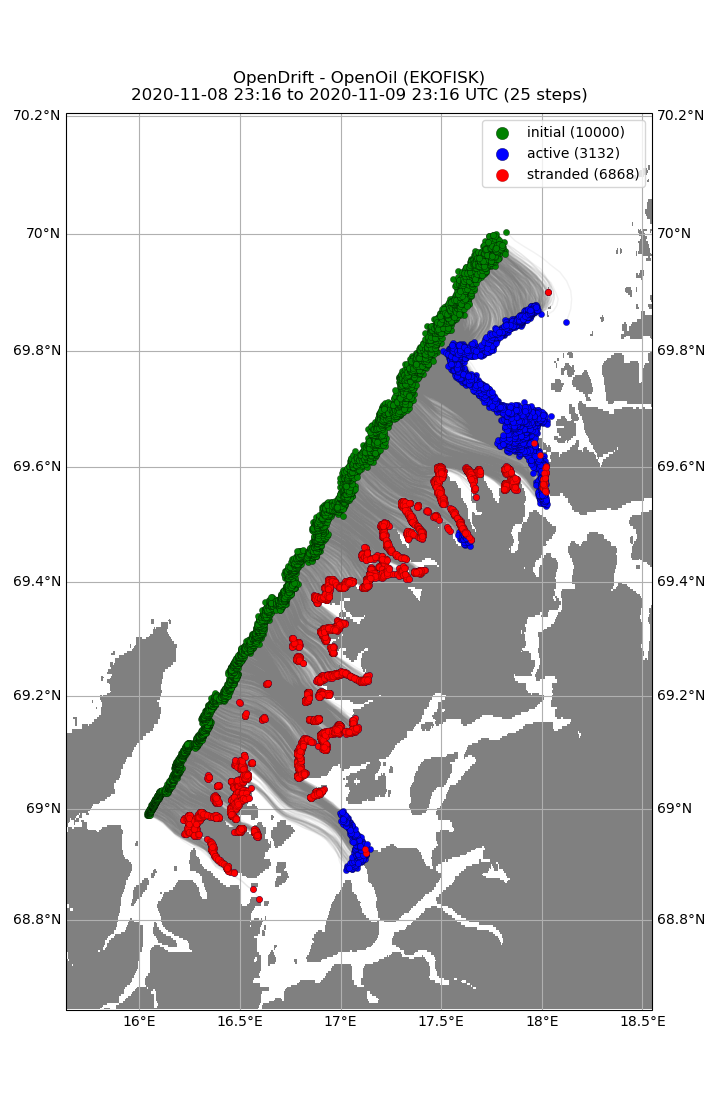 OpenDrift - OpenOil (EKOFISK)
2020-11-08 23:16 to 2020-11-09 23:16 UTC (25 steps)
70.2°N 70.2°N
initial (10000)
active (3132)
stranded (6868)
70°N 70°N
69.8°N 69.8°N
69.6°N 69.6°N
69.4°N 69.4°N
69.2°N 69.2°N
69°N 69°N
68.8°N 68.8°N
16°E 16.5°E 17°E 17.5°E 18°E 18.5°E